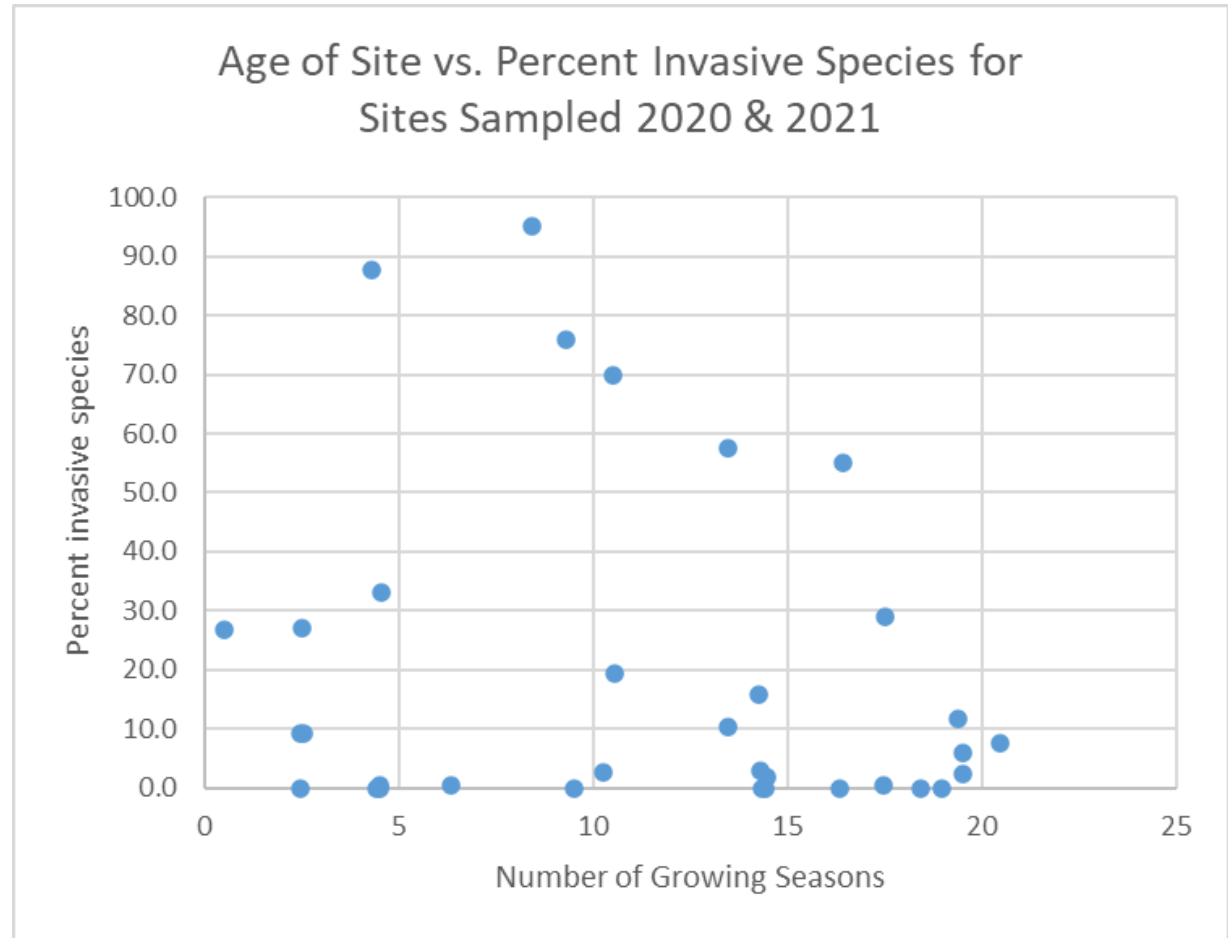 Age of Site vs. Percent Invasive Species for
Sites Sampled 2020 & 2021
100.0
90.0
80.0
70.0
60.0
50.0
40.0
30.0
20.0
10.0
0.0
Percent invasive species
0 5 10 15 20 25
Number of Growing Seasons